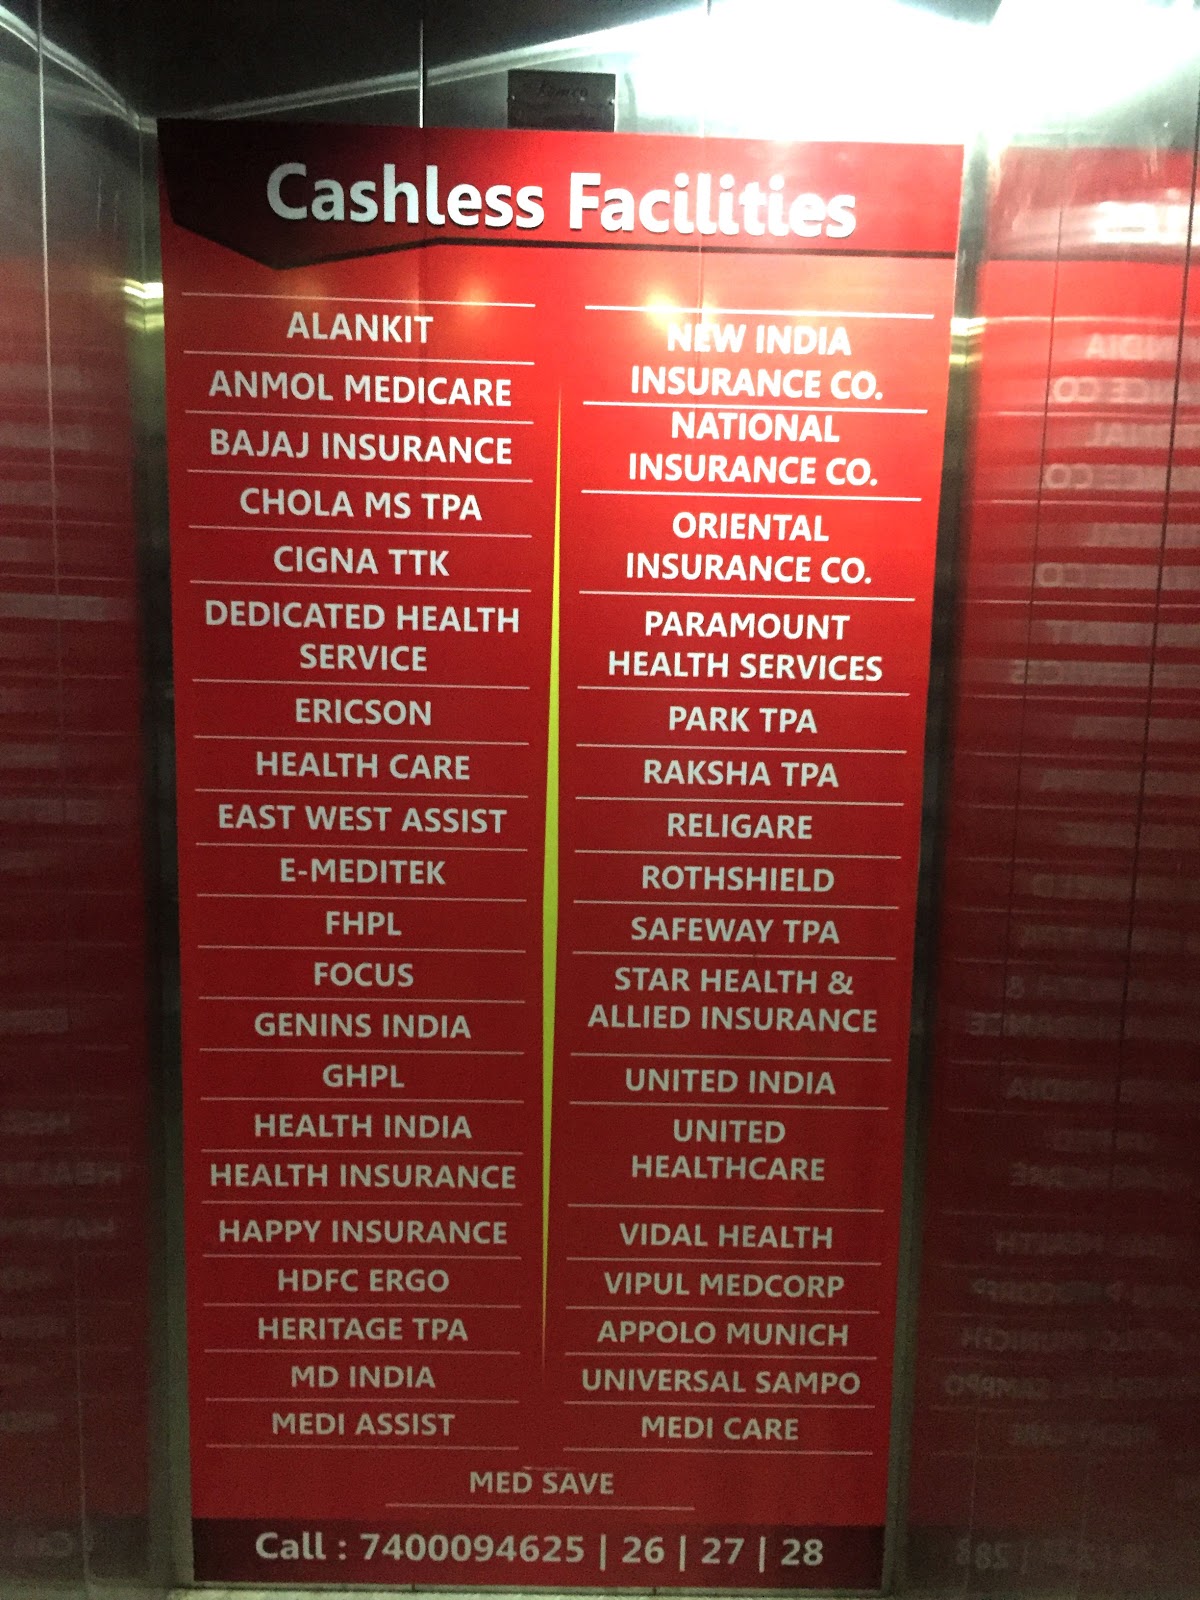 Cashless Facilities
ALANKIT
ANMOL MEDICARE
BAJAJ INSURANCE
CHOLA MS TPA
CIGNA TTK
DEDICATED HEALTH
SERVICE
ERICSON
HEALTH CARE
EAST WEST ASSIST
E-MEDITEK
FHPL
FOCUS
GENINS INDIA
GHPL
HEALTH INDIA
HEALTH INSURANCE
HAPPY INSURANCE
HDFC ERGO
HERITAGE TPA
MD INDIA
MEDI ASSIST
NEW INDIA
INSURANCE CO.
NATIONAL
INSURANCE CO.
ORIENTAL
INSURANCE CO.
PARAMOUNT
HEALTH SERVICES
PARK TPA
RAKSHA TPA
RELIGARE
ROTHSHIELD
SAFEWAY TPA
STAR HEALTH &
ALLIED INSURANCE
UNITED INDIA
UNITED
HEALTHCARE
VIDAL HEALTH
VIPUL MEDCORP
APPOLO MUNICH
UNIVERSAL SAMPO
MEDI CARE
MED SAVE
Call : 7400094625 | 26 | 27 | 28